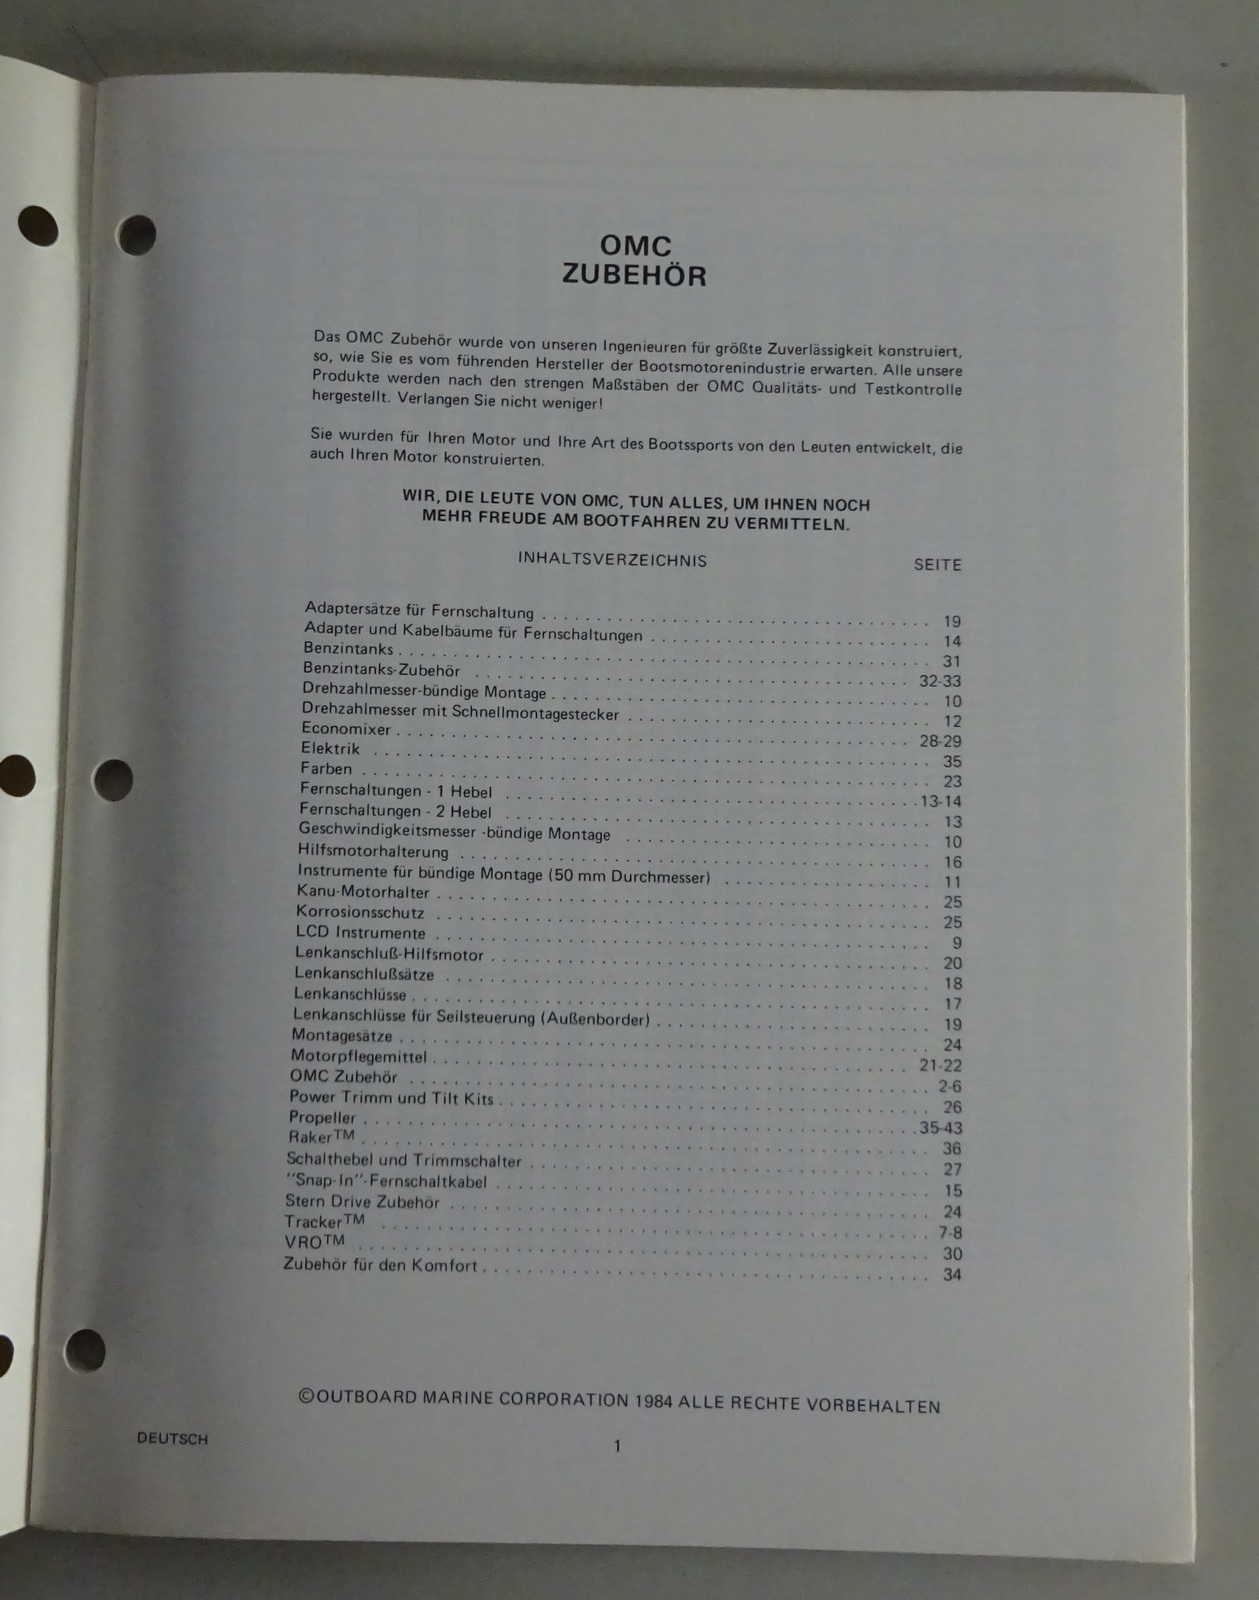 OMC
ZUBEHÖR
Das OMC Zubehör wurde von unseren Ingenieuren für größte Zuverlässigkeit konstruiert,
so, wie Sie es vom führenden Hersteller der Bootsmotorenindustrie erwarten. Alle unsere
Produkte werden nach den strengen Maßstäben der OMC Qualitäts- und Testkontrolle
hergestellt. Verlangen Sie nicht weniger!
Sie wurden für Ihren Motor und Ihre Art des Bootssports von den Leuten entwickelt, die
auch Ihren Motor konstruierten.
WIR, DIE LEUTE VON OMC, TUN ALLES, UM IHNEN NOCH
MEHR FREUDE AM BOOTFAHREN ZU VERMITTELN.
INHALTSVERZEICHNIS SEITE
Adaptersätze für Fernschaltung . . . . . . . . . . 19
Adapter und Kabelbäume für Fernschaltungen . . . . . . . . . . 14
Benzintanks . . . . . . . . . . 31
Benzintanks-Zubehör . . . . . . . . . . 32-33
Drehzahlmesser-bündige Montage . . . . . . . . . . 10
Drehzahlmesser mit Schnellmontagestecker . . . . . . . . . . 12
Economixer . . . . . . . . . . 28-29
Elektrik . . . . . . . . . . 35
Farben . . . . . . . . . . 23
Fernschaltungen - 1 Hebel . . . . . . . . . . 13-14
Fernschaltungen - 2 Hebel . . . . . . . . . . 13
Geschwindigkeitsmesser -bündige Montage . . . . . . . . . . 10
Hilfsmotorhalterung . . . . . . . . . . 16
Instrumente für bündige Montage (50 mm Durchmesser) . . . . . . . . . . 11
Kanu-Motorhalter . . . . . . . . . . 25
Korrosionsschutz . . . . . . . . . . 25
LCD Instrumente . . . . . . . . . . 9
Lenkanschluß-Hilfsmotor . . . . . . . . . . 20
Lenkanschlußsätze . . . . . . . . . . 18
Lenkanschlüsse . . . . . . . . . . 17
Lenkanschlüsse für Seilsteuerung (Außenborder) . . . . . . . . . . 19
Montagesätze . . . . . . . . . . 24
Motorpflegemittel . . . . . . . . . . 21-22
OMC Zubehör . . . . . . . . . . 2-6
Power Trimm und Tilt Kits . . . . . . . . . . 26
Propeller . . . . . . . . . . 35-43
Raker™ . . . . . . . . . . 36
Schalthebel und Trimmschalter . . . . . . . . . . 27
"Snap-In"-Fernschaltkabel . . . . . . . . . . 15
Stern Drive Zubehör . . . . . . . . . . 24
Tracker™ . . . . . . . . . . 7-8
VRO™ . . . . . . . . . . 30
Zubehör für den Komfort . . . . . . . . . . 34
©OUTBOARD MARINE CORPORATION 1984 ALLE RECHTE VORBEHALTEN
DEUTSCH
1